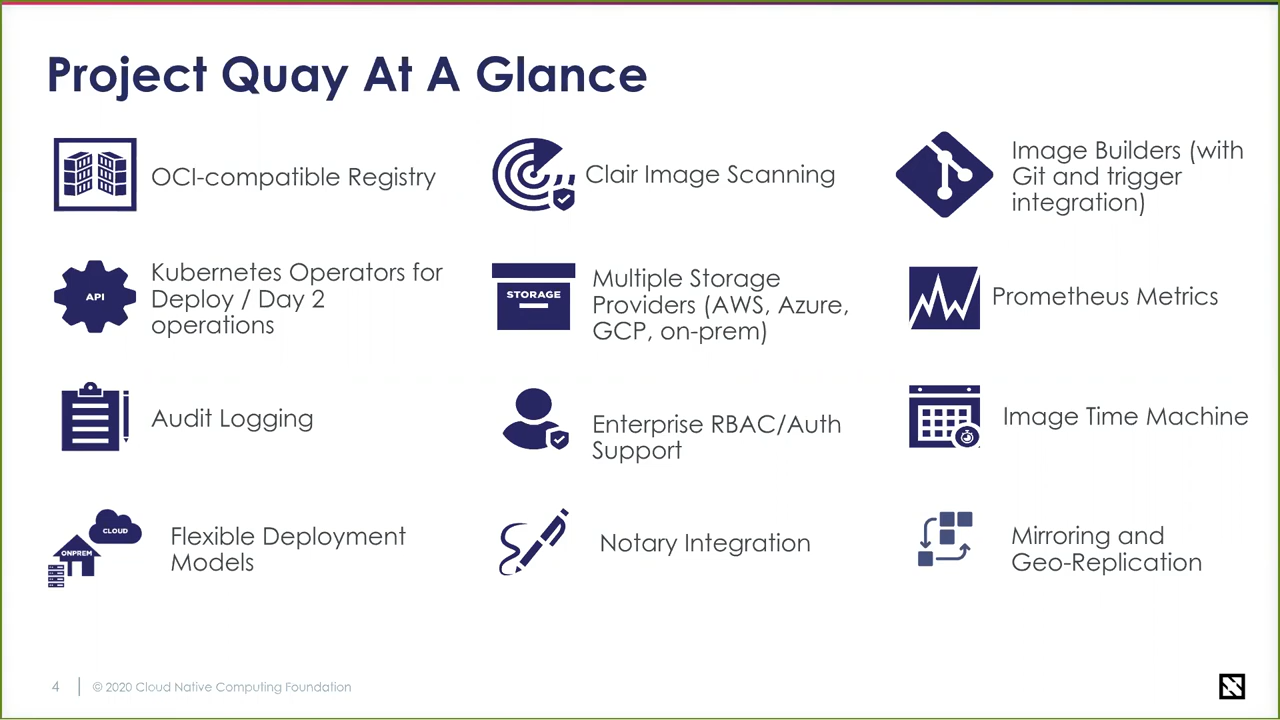 Project Quay At A Glance
OCI-compatible Registry
Clair Image Scanning
Image Builders (with
Git and trigger
integration)
API
Kubernetes Operators for
Deploy / Day 2
operations
STORAGE
Multiple Storage
Providers (AWS, Azure,
GCP, on-prem)
Prometheus Metrics
Audit Logging
Enterprise RBAC/Auth
Support
Image Time Machine
CLOUD
ONPREM
Flexible Deployment
Models
Notary Integration
Mirroring and
Geo-Replication
4
© 2020 Cloud Native Computing Foundation